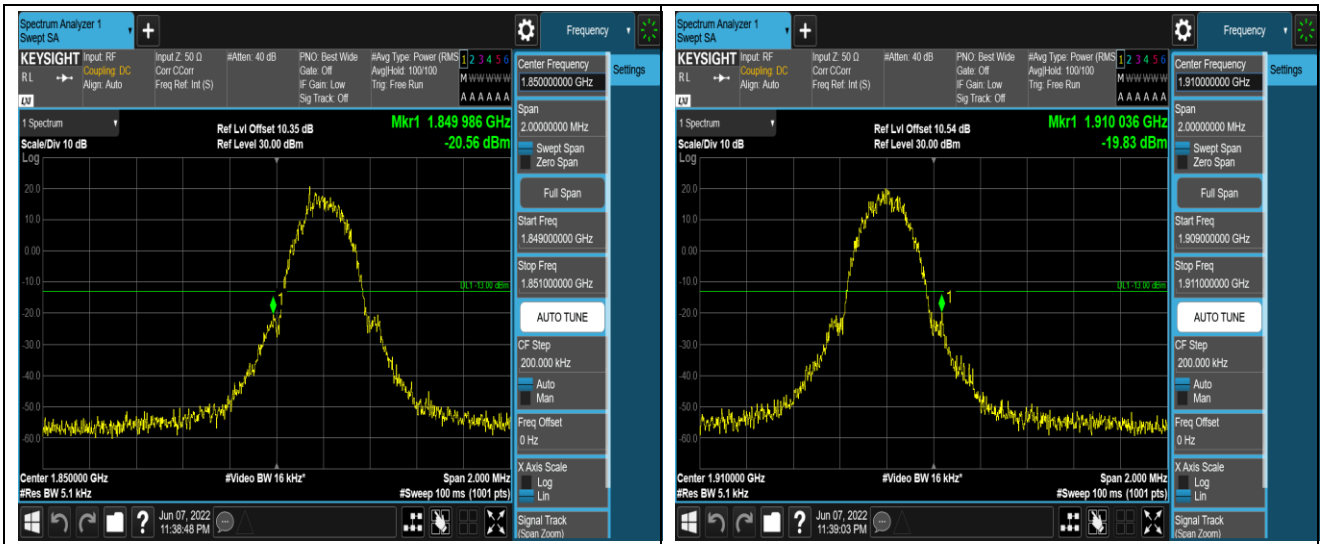 Spectrum Analyzer 1
Swept SA
+
Frequency
KEYSIGHT
R L
LXI
Input: RF
Coupling: DC
Align: Auto
Input Z: 50 Ω
Corr CCorr
Freq Ref: Int (S)
#Atten: 40 dB
PNO: Best Wide
Gate: Off
IF Gain: Low
Sig Track: Off
#Avg Type: Power (RMS
Avg|Hold: 100/100
Trig: Free Run
1 2 3 4 5 6
M W W W W W
A A A A A A
1 Spectrum
Scale/Div 10 dB
Log
Ref Lvl Offset 10.35 dB
Ref Level 30.00 dBm
Mkr1 1.849 986 GHz
-20.56 dBm
20.0
10.0
0.00
-10.0
-20.0
-30.0
-40.0
-50.0
-60.0
DL1 -13.00 dBm
1
Center 1.850000 GHz
#Res BW 5.1 kHz
#Video BW 16 kHz*
Span 2.000 MHz
#Sweep 100 ms (1001 pts)
?
Jun 07, 2022
11:38:48 PM
Center Frequency
1.850000000 GHz
Settings
Span
2.00000000 MHz
Swept Span
Zero Span
Full Span
Start Freq
1.849000000 GHz
Stop Freq
1.851000000 GHz
AUTO TUNE
CF Step
200.000 kHz
Auto
Man
Freq Offset
0 Hz
X Axis Scale
Log
Lin
Signal Track
(Span Zoom)
Spectrum Analyzer 1
Swept SA
+
Frequency
KEYSIGHT
R L
LXI
Input: RF
Coupling: DC
Align: Auto
Input Z: 50 Ω
Corr CCorr
Freq Ref: Int (S)
#Atten: 40 dB
PNO: Best Wide
Gate: Off
IF Gain: Low
Sig Track: Off
#Avg Type: Power (RMS
Avg|Hold: 100/100
Trig: Free Run
1 2 3 4 5 6
M W W W W W
A A A A A A
1 Spectrum
Scale/Div 10 dB
Log
Ref Lvl Offset 10.54 dB
Ref Level 30.00 dBm
Mkr1 1.910 036 GHz
-19.83 dBm
20.0
10.0
0.00
-10.0
-20.0
-30.0
-40.0
-50.0
-60.0
DL1 -13.00 dBm
1
Center 1.910000 GHz
#Res BW 5.1 kHz
#Video BW 16 kHz*
Span 2.000 MHz
#Sweep 100 ms (1001 pts)
?
Jun 07, 2022
11:39:03 PM
Center Frequency
1.910000000 GHz
Settings
Span
2.00000000 MHz
Swept Span
Zero Span
Full Span
Start Freq
1.909000000 GHz
Stop Freq
1.911000000 GHz
AUTO TUNE
CF Step
200.000 kHz
Auto
Man
Freq Offset
0 Hz
X Axis Scale
Log
Lin
Signal Track
(Span Zoom)